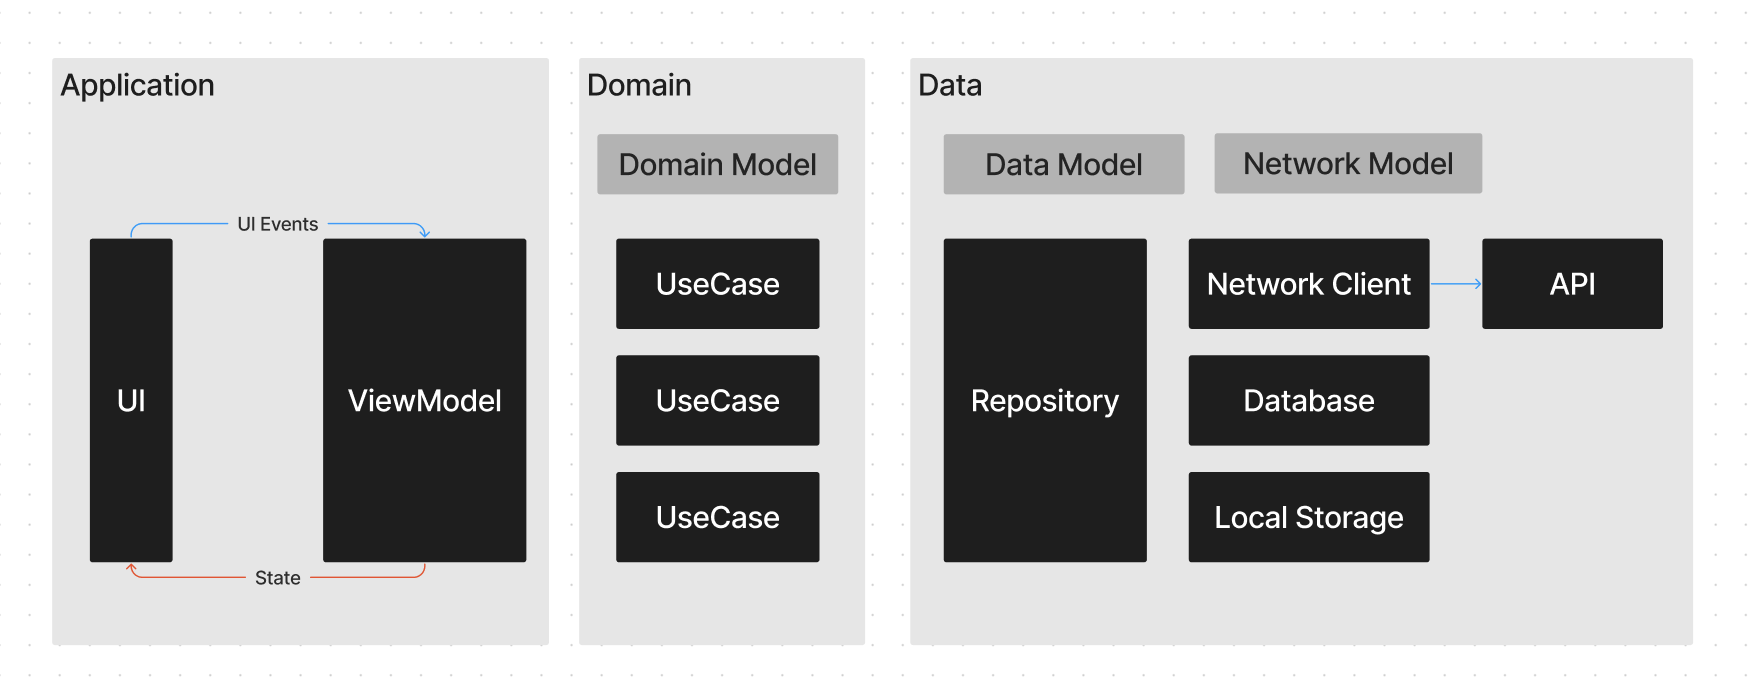 Application
UI Events
UI
ViewModel
State
Domain
Domain Model
UseCase
UseCase
UseCase
Data
Data Model
Network Model
Repository
Network Client
API
Database
Local Storage